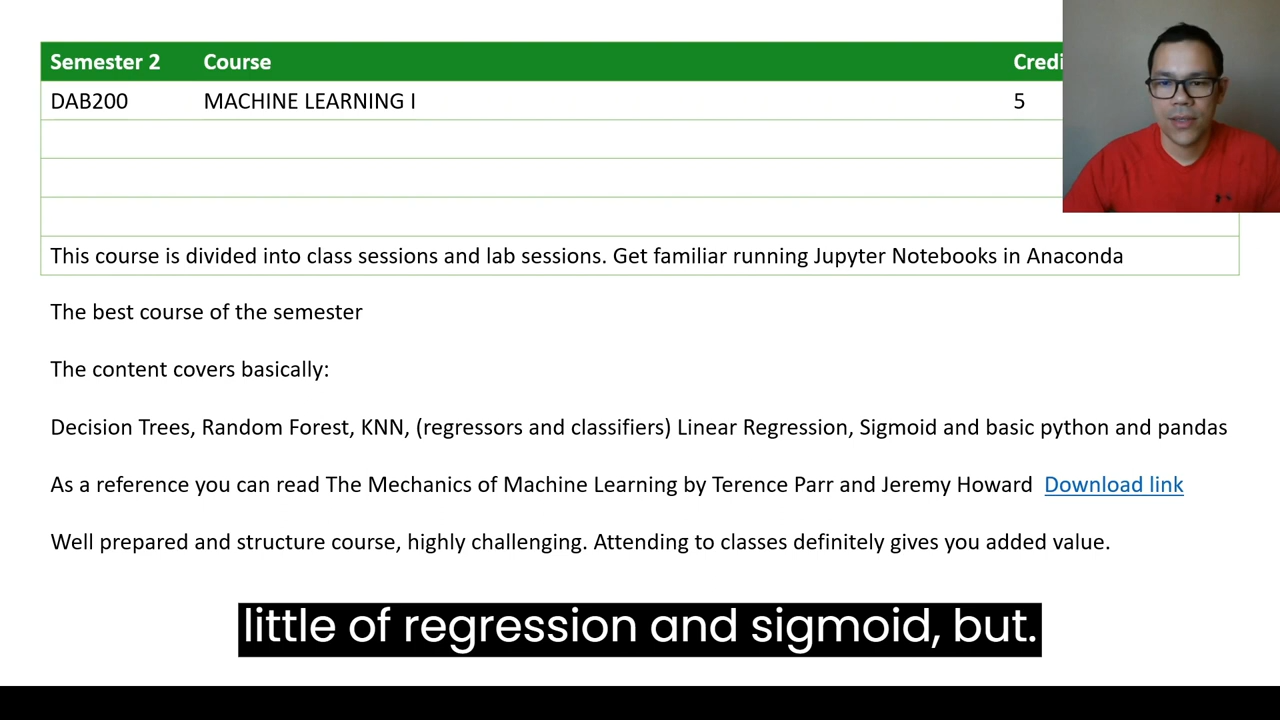 Semester 2 Course Credi
DAB200 MACHINE LEARNING I 5
This course is divided into class sessions and lab sessions. Get familiar running Jupyter Notebooks in Anaconda
The best course of the semester
The content covers basically:
Decision Trees, Random Forest, KNN, (regressors and classifiers) Linear Regression, Sigmoid and basic python and pandas
As a reference you can read The Mechanics of Machine Learning by Terence Parr and Jeremy Howard Download link
Well prepared and structure course, highly challenging. Attending to classes definitely gives you added value.
little of regression and sigmoid, but.